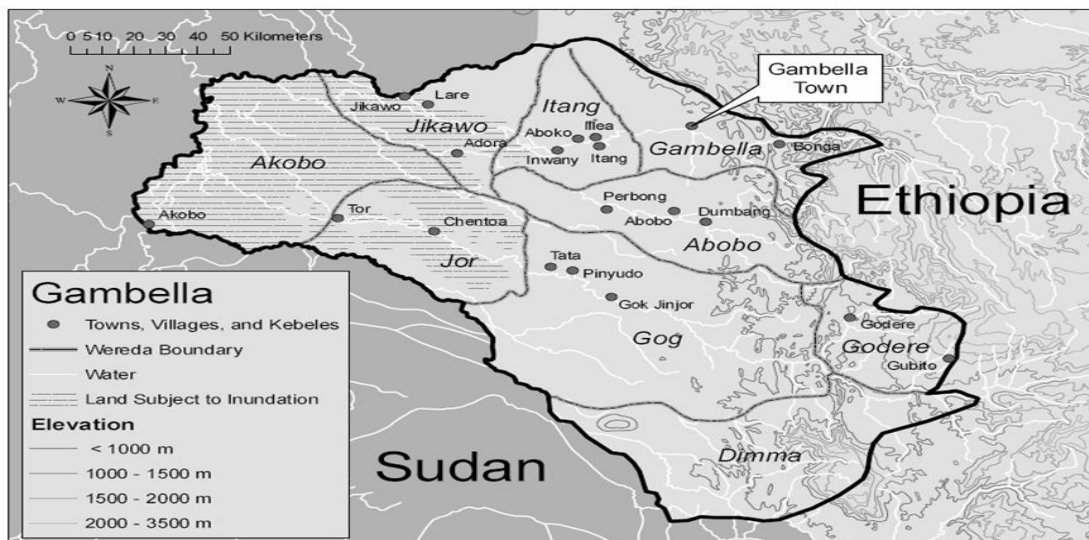 0 5 10 20 30 40 50 Kilometers
N
W
E
S
Gambella
Town
Jikawo
Lare
Jikawo
Adora
Itang
Illea
Aboko
Inwany
Itang
Gambella
Bonga
Akobo
Akobo
Tor
Chentoa
Jor
Perbong
Abobo
Dumbang
Abobo
Ethiopia
Tata
Pinyudo
Gok Jinjor
Gog
Godere
Godere
Gubito
Dimma
Sudan
Gambella
Towns, Villages, and Kebeles
Wereda Boundary
Water
Land Subject to Inundation
Elevation
< 1000 m
1000 - 1500 m
1500 - 2000 m
2000 - 3500 m